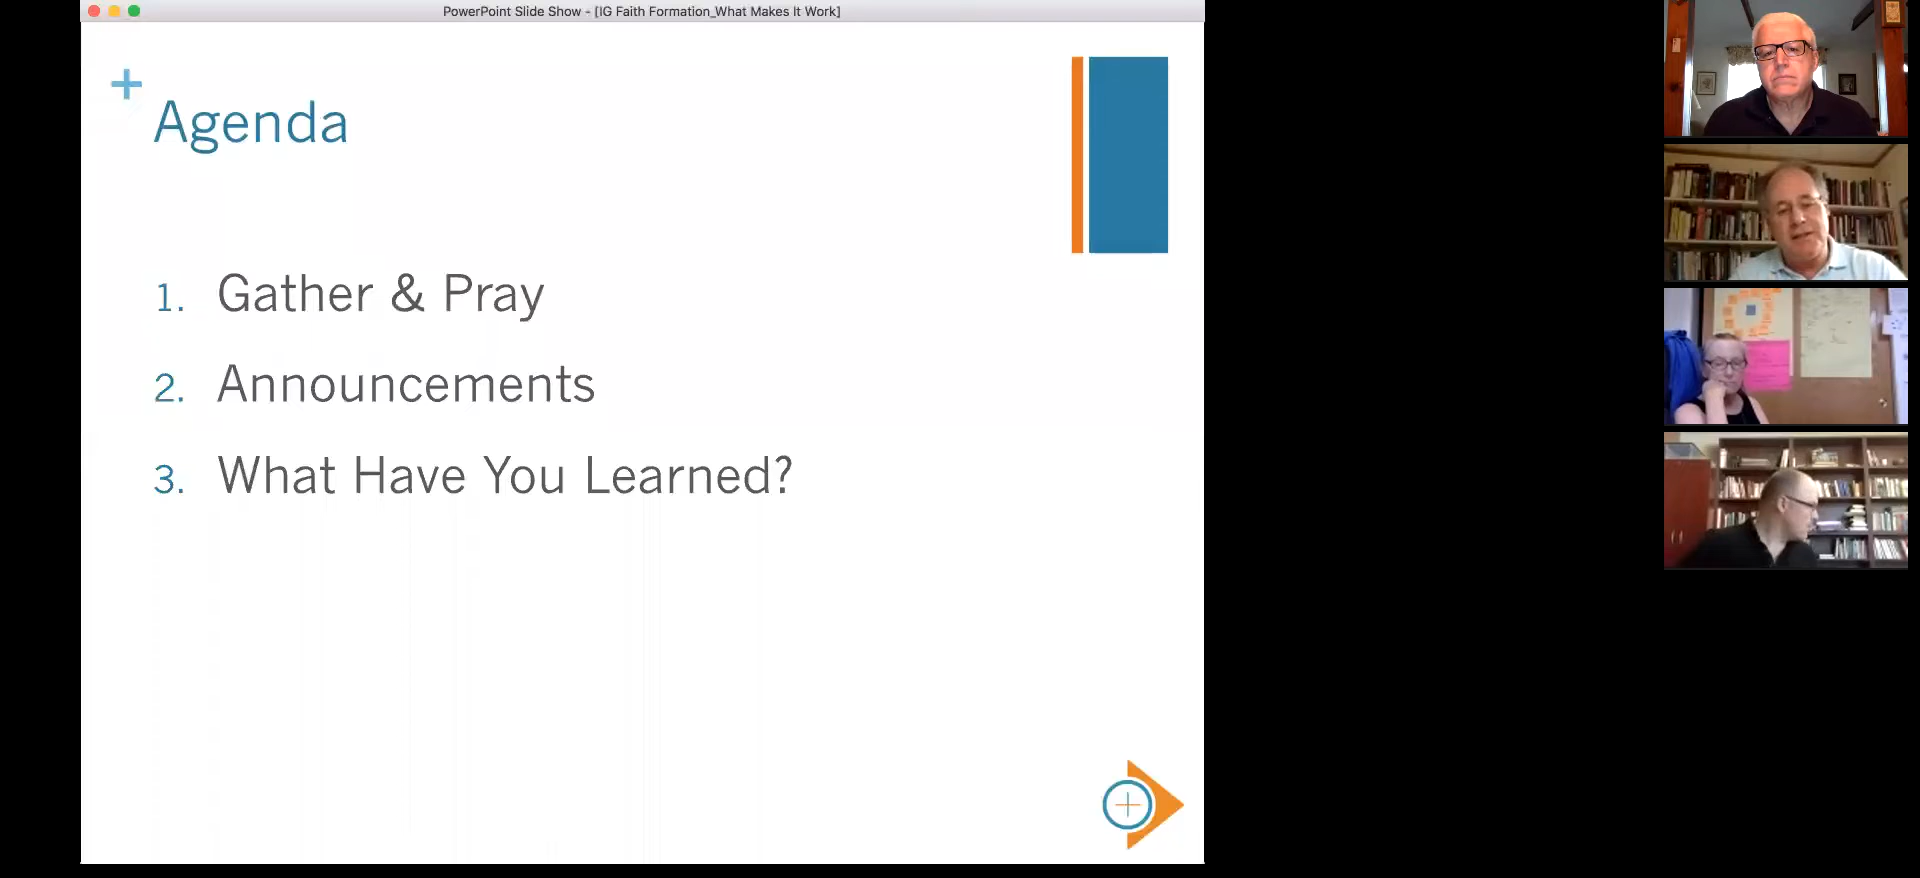 PowerPoint Slide Show - [IG Faith Formation_What Makes It Work]
Agenda
1. Gather & Pray
2. Announcements
3. What Have You Learned?